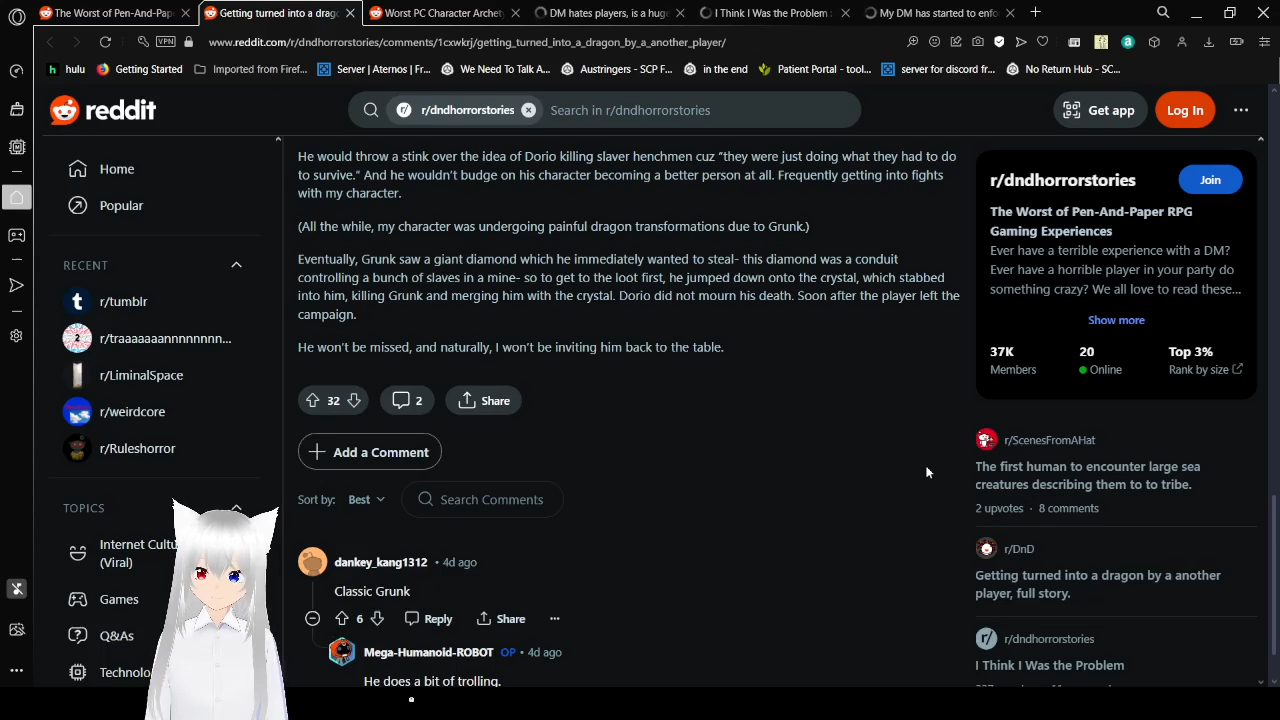 The Worst of Pen-And-Paper
Getting turned into a drago
Worst PC Character Archety
DM hates players, is a huge
I Think I Was the Problem :
My DM has started to enfo
VPN
www.reddit.com/r/dndhorrorstories/comments/1cxwkrj/getting_turned_into_a_dragon_by_a_another_player/
hulu
Getting Started
Imported from Firef...
Server | Aternos | Fr...
We Need To Talk A...
Austringers - SCP F...
in the end
Patient Portal - tool...
server for discord fr...
No Return Hub - SC...
reddit
r/dndhorrorstories
Search in r/dndhorrorstories
Get app
Log In
Home
Popular
RECENT
r/tumblr
r/traaaaaaannnnnnnn...
r/LiminalSpace
r/weirdcore
r/Ruleshorror
TOPICS
Internet Cultu
(Viral)
Games
Q&As
Technolo
He would throw a stink over the idea of Dorio killing slaver henchmen cuz "they were just doing what they had to do
to survive." And he wouldn't budge on his character becoming a better person at all. Frequently getting into fights
with my character.
(All the while, my character was undergoing painful dragon transformations due to Grunk.)
Eventually, Grunk saw a giant diamond which he immediately wanted to steal- this diamond was a conduit
controlling a bunch of slaves in a mine- so to get to the loot first, he jumped down onto the crystal, which stabbed
into him, killing Grunk and merging him with the crystal. Dorio did not mourn his death. Soon after the player left the
campaign.
He won't be missed, and naturally, I won't be inviting him back to the table.
32
2
Share
Add a Comment
Sort by: Best
Search Comments
dankey_kang1312 • 4d ago
Classic Grunk
6
Reply
Share
Mega-Humanoid-ROBOT OP • 4d ago
He does a bit of trolling.
r/dndhorrorstories
Join
The Worst of Pen-And-Paper RPG
Gaming Experiences
Ever have a terrible experience with a DM?
Ever have a horrible player in your party do
something crazy? We all love to read these...
Show more
37K
Members
20
Online
Top 3%
Rank by size
r/ScenesFromAHat
The first human to encounter large sea
creatures describing them to to tribe.
2 upvotes · 8 comments
r/DnD
Getting turned into a dragon by a another
player, full story.
r/dndhorrorstories
I Think I Was the Problem